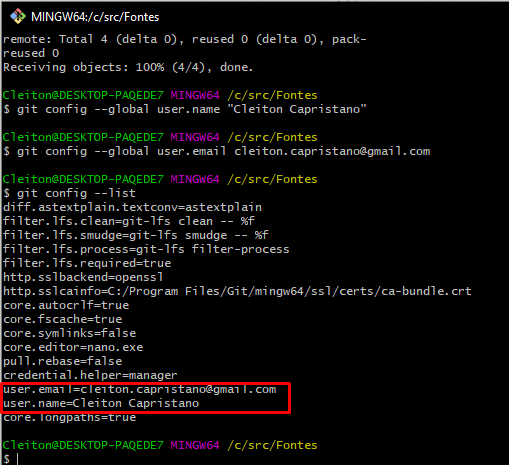 MINGW64:/c/src/Fontes
remote: Total 4 (delta 0), reused 0 (delta 0), pack-
reused 0
Receiving objects: 100% (4/4), done.
Cleiton@DESKTOP-PAQEDE7 MINGW64 /c/src/Fontes
$ git config --global user.name "Cleiton Capristano"
Cleiton@DESKTOP-PAQEDE7 MINGW64 /c/src/Fontes
$ git config --global user.email cleiton.capristano@gmail.com
Cleiton@DESKTOP-PAQEDE7 MINGW64 /c/src/Fontes
$ git config --list
diff.astextplain.textconv=astextplain
filter.lfs.clean=git-lfs clean -- %f
filter.lfs.smudge=git-lfs smudge -- %f
filter.lfs.process=git-lfs filter-process
filter.lfs.required=true
http.sslbackend=openssl
http.sslcainfo=C:/Program Files/Git/mingw64/ssl/certs/ca-bundle.crt
core.autocrlf=true
core.fscache=true
core.symlinks=false
core.editor=nano.exe
pull.rebase=false
credential.helper=manager
user.email=cleiton.capristano@gmail.com
user.name=Cleiton Capristano
core.longpaths=true
Cleiton@DESKTOP-PAQEDE7 MINGW64 /c/src/Fontes
$